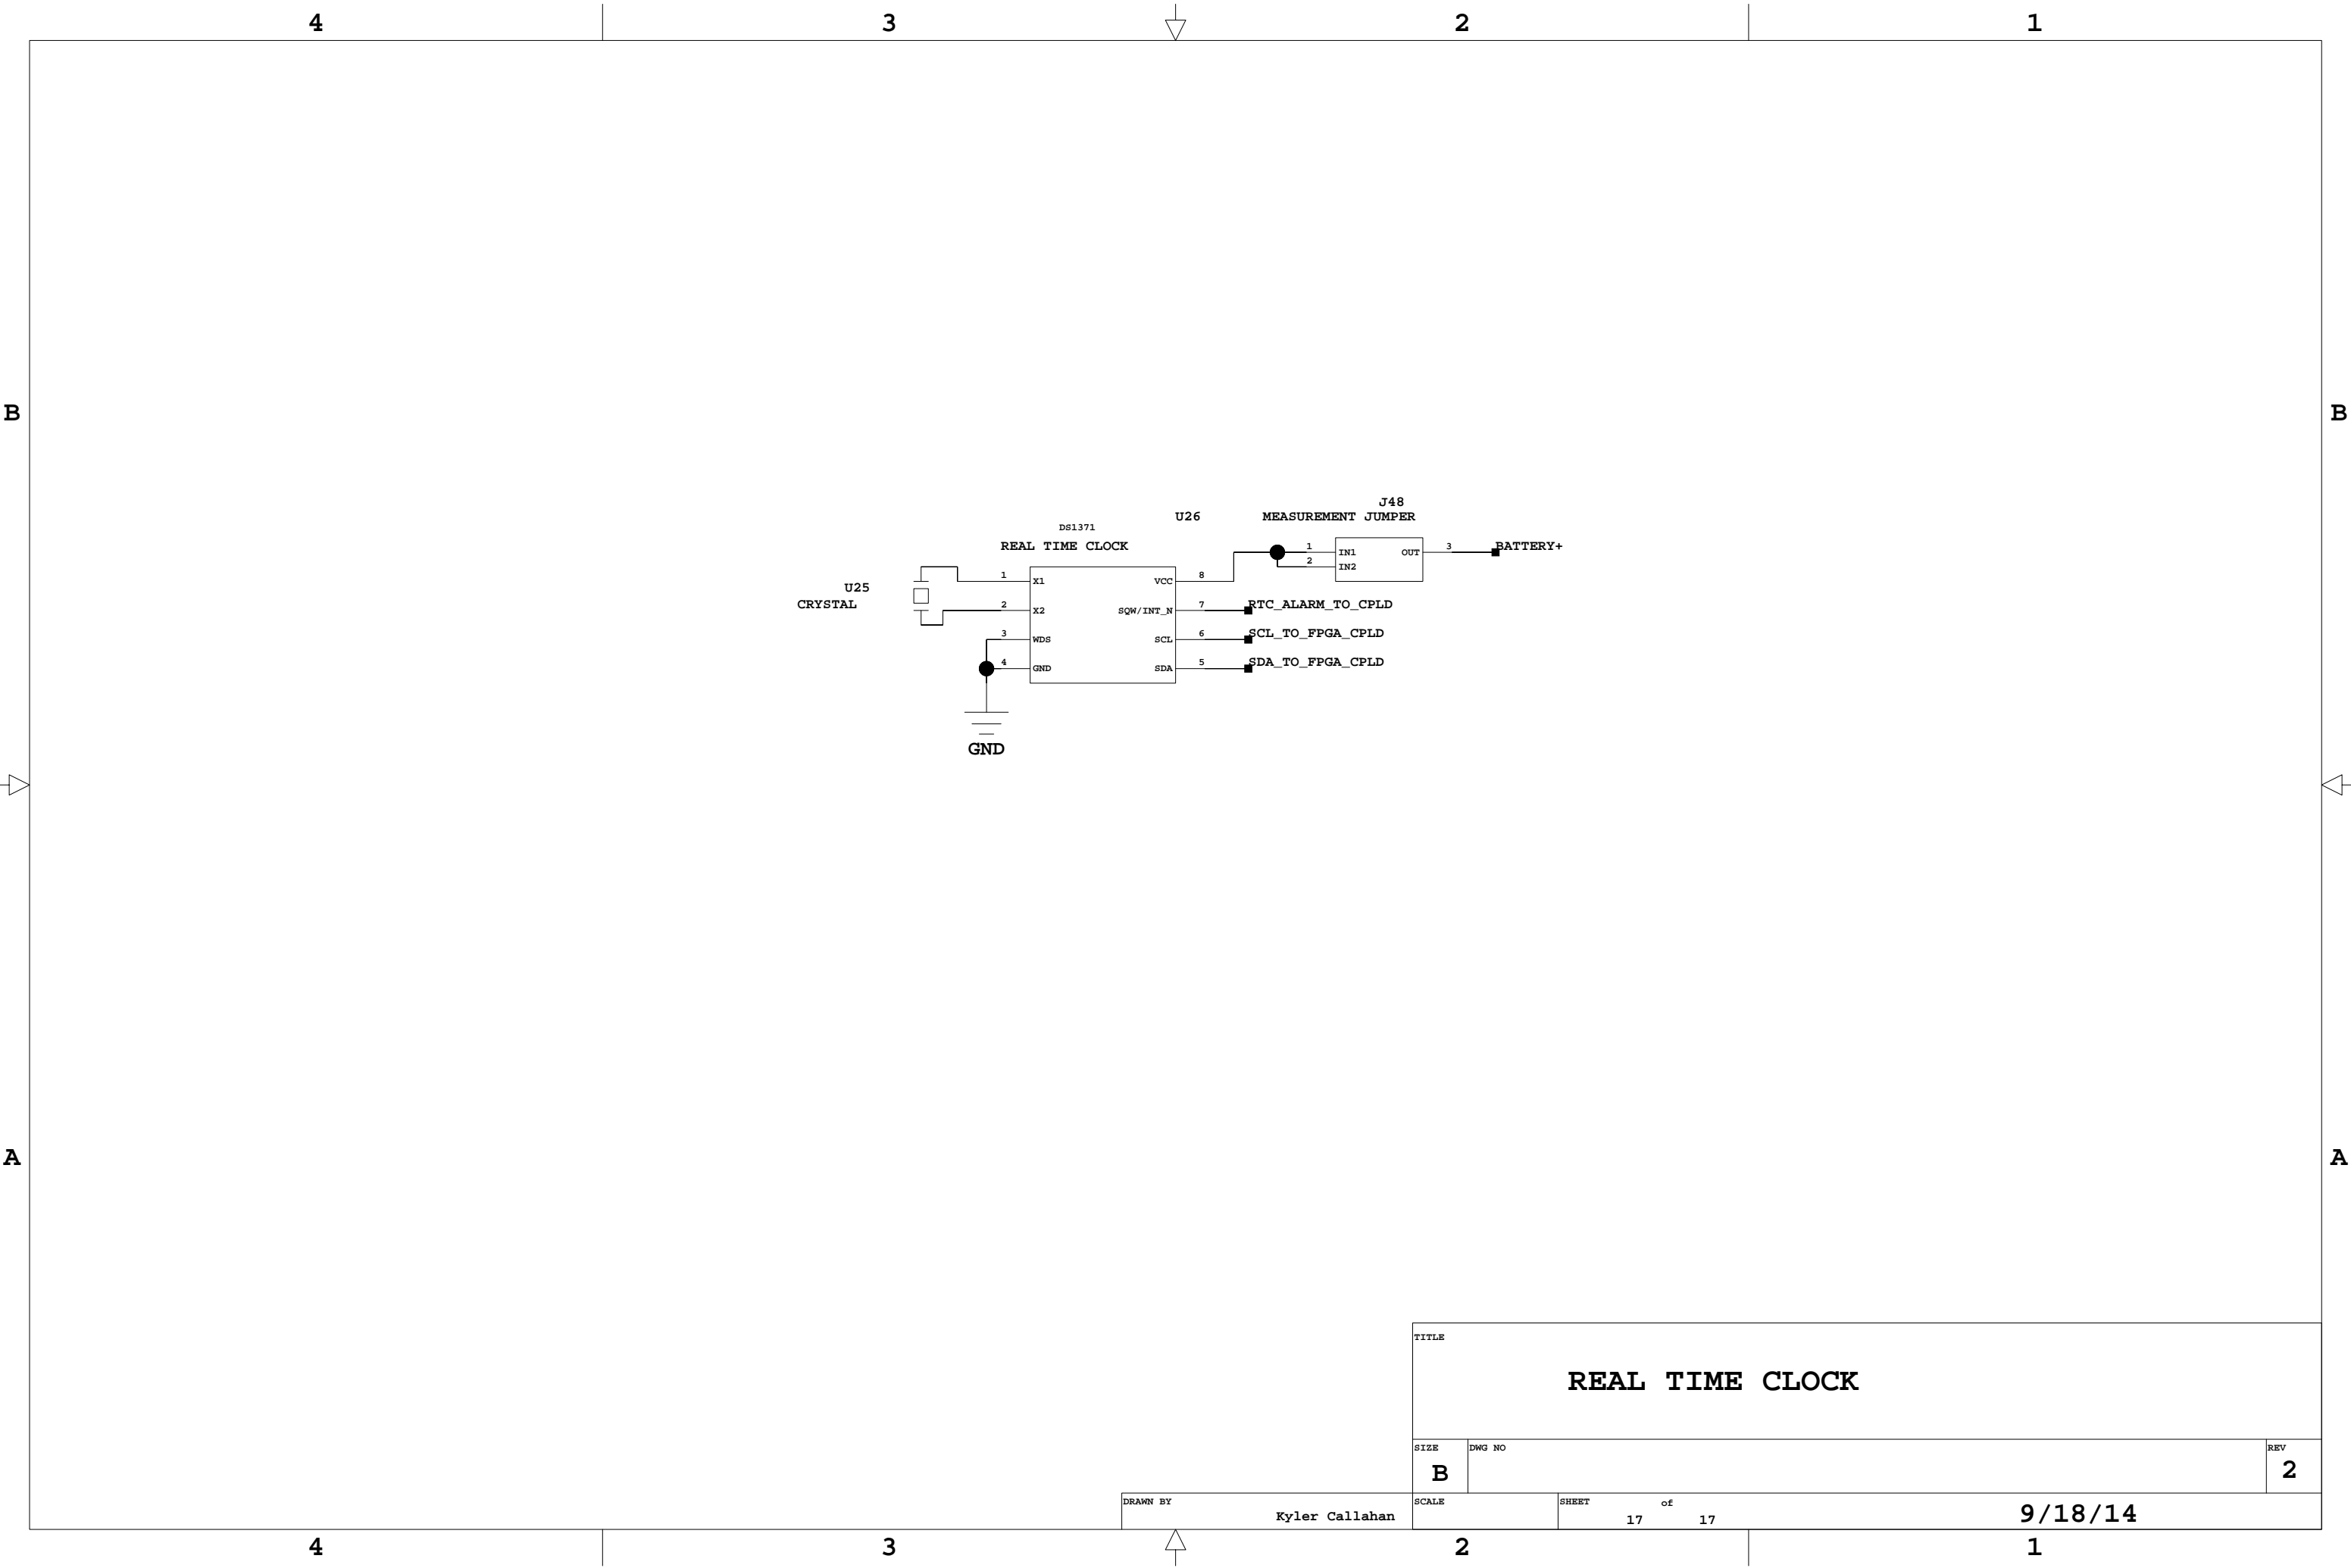 4 3 2 1
B B
J48
U26 MEASUREMENT JUMPER
DS1371
REAL TIME CLOCK
1 IN1 OUT 3 BATTERY+
2 IN2
U25
CRYSTAL
1 X1 VCC 8
2 X2 SQW/INT_N 7 RTC_ALARM_TO_CPLD
3 WDS SCL 6 SCL_TO_FPGA_CPLD
4 GND SDA 5 SDA_TO_FPGA_CPLD
GND
A A
TITLE
REAL TIME CLOCK
SIZE DWG NO REV
B 2
DRAWN BY SCALE SHEET of
Kyler Callahan 17 17 9/18/14
4 3 2 1